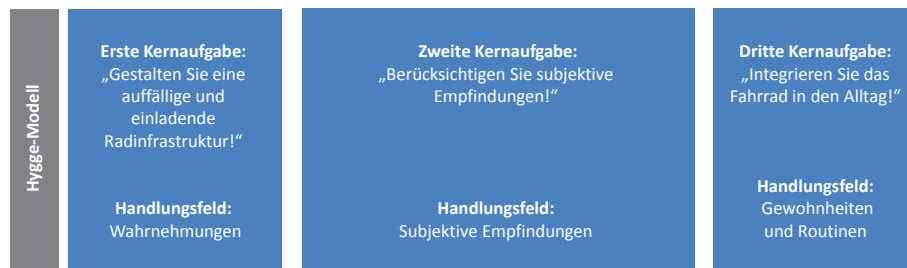 Hygge-Modell
Erste Kernaufgabe:
„Gestalten Sie eine
auffällige und
einladende
Radinfrastruktur!“
Handlungsfeld:
Wahrnehmungen
Zweite Kernaufgabe:
„Berücksichtigen Sie subjektive
Empfindungen!“
Handlungsfeld:
Subjektive Empfindungen
Dritte Kernaufgabe:
„Integrieren Sie das
Fahrrad in den Alltag!“
Handlungsfeld:
Gewohnheiten
und Routinen